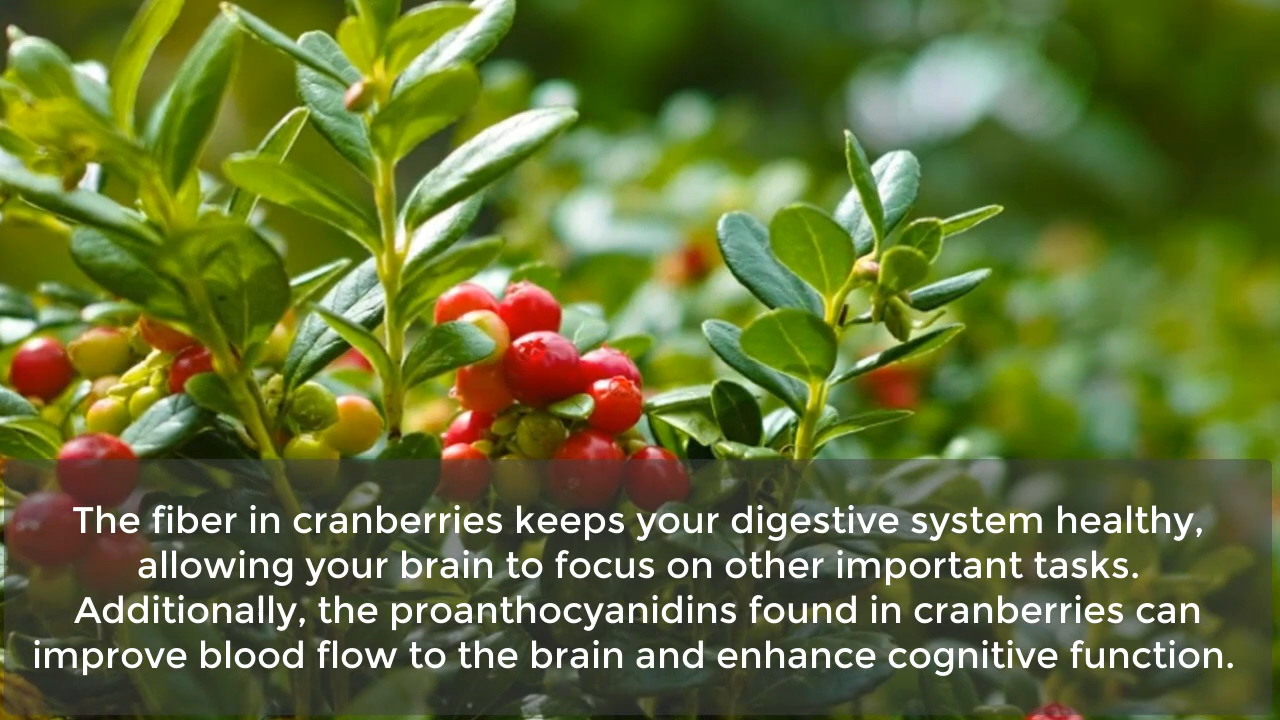 The fiber in cranberries keeps your digestive system healthy,
allowing your brain to focus on other important tasks.
Additionally, the proanthocyanidins found in cranberries can
improve blood flow to the brain and enhance cognitive function.